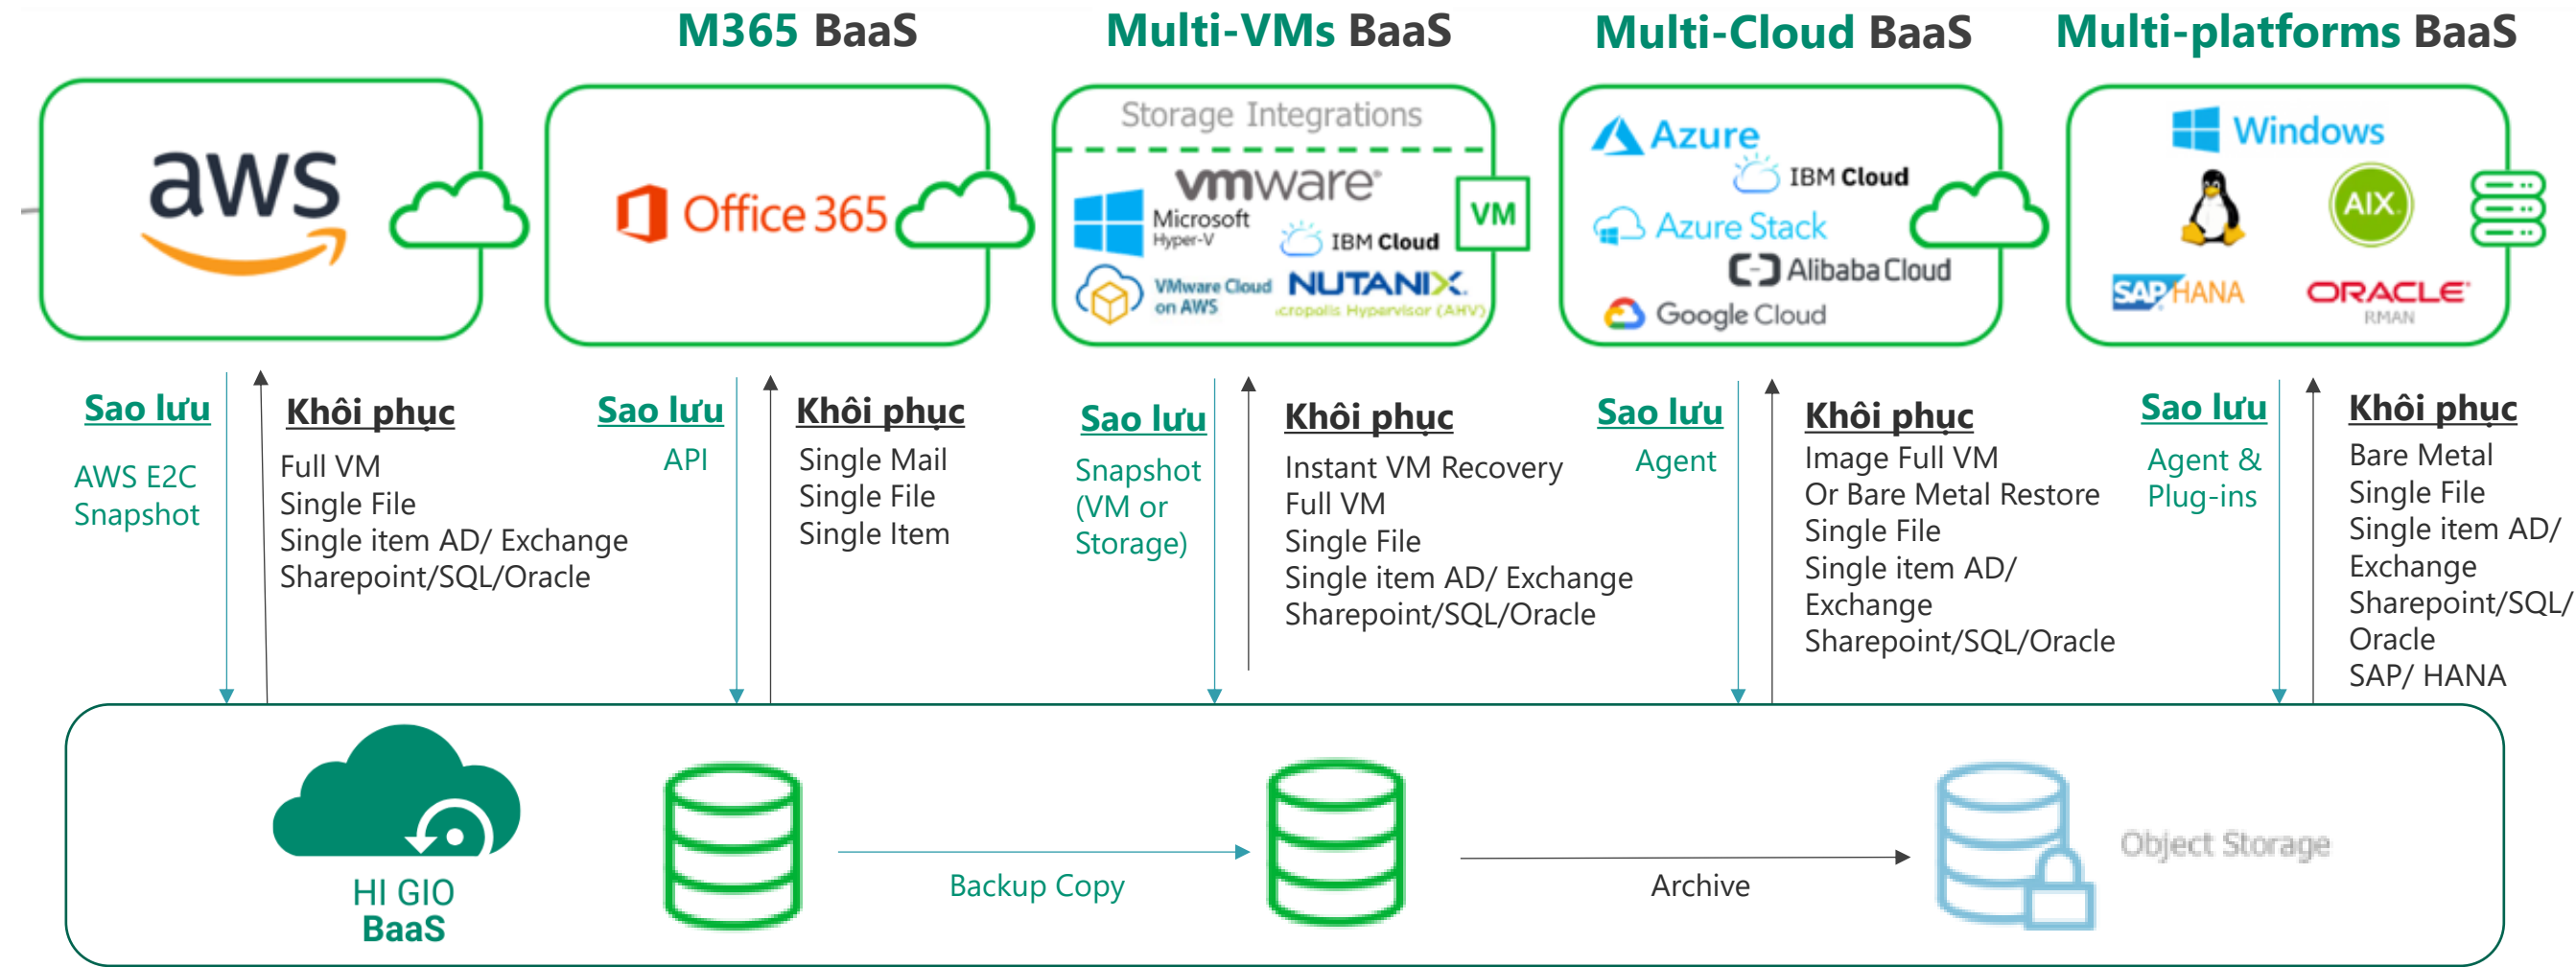 M365 BaaS
Multi-VMs BaaS
Multi-Cloud BaaS
Multi-platforms BaaS
aws
Office 365
Storage Integrations
vmware
Microsoft
Hyper-V
IBM Cloud
VMware Cloud
on AWS
NUTANIX
cropolis Hypervisor (AHV)
VM
Azure
IBM Cloud
Azure Stack
Alibaba Cloud
Google Cloud
Windows
AIX
SAP HANA
ORACLE
RMAN
Sao lưu
AWS E2C
Snapshot
Khôi phục
Full VM
Single File
Single item AD/ Exchange
Sharepoint/SQL/Oracle
Sao lưu
API
Khôi phục
Single Mail
Single File
Single Item
Sao lưu
Snapshot
(VM or
Storage)
Khôi phục
Instant VM Recovery
Full VM
Single File
Single item AD/ Exchange
Sharepoint/SQL/Oracle
Sao lưu
Agent
Khôi phục
Image Full VM
Or Bare Metal Restore
Single File
Single item AD/
Exchange
Sharepoint/SQL/Oracle
Sao lưu
Agent &
Plug-ins
Khôi phục
Bare Metal
Single File
Single item AD/
Exchange
Sharepoint/SQL/
Oracle
SAP/ HANA
HI GIO
BaaS
Backup Copy
Archive
Object Storage